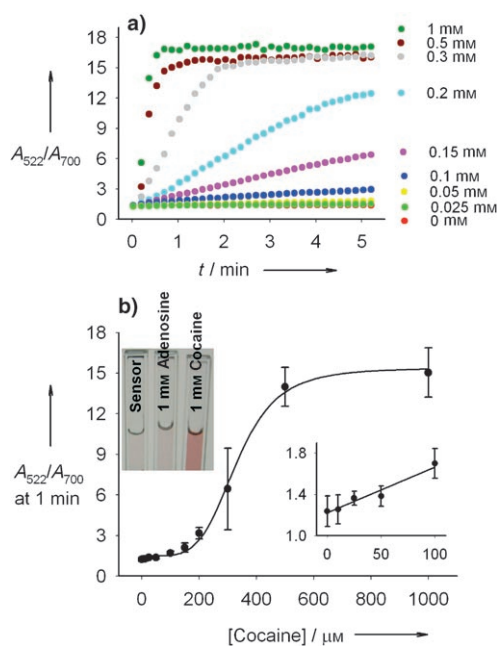 a)
18
15
12
9
6
3
0
A522/A700
0 1 2 3 4 5
t / min
1 mM
0.5 mM
0.3 mM
0.2 mM
0.15 mM
0.1 mM
0.05 mM
0.025 mM
0 mM
b)
18
15
12
9
6
3
0
A522/A700
at 1 min
Sensor
1 mM Adenosine
1 mM Cocaine
1.8
1.4
1.0
0 50 100
0 200 400 600 800 1000
[Cocaine] / μM